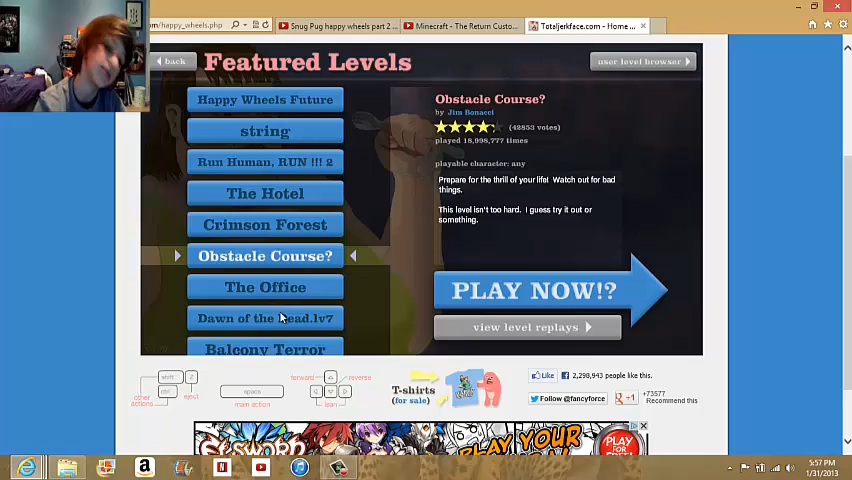 /happy_wheels.php
Snug Pug happy wheels part 2 ...
Minecraft - The Return Custo...
Totaljerkface.com - Home ...
back
Featured Levels
user level browser
Happy Wheels Future
string
Run Human, RUN !!! 2
The Hotel
Crimson Forest
Obstacle Course?
The Office
Dawn of the Dead.lv7
Balcony Terror
Obstacle Course?
by Jim Bonacci
(42853 votes)
played 18,998,777 times
playable character: any
Prepare for the thrill of your life! Watch out for bad
things.
This level isn't too hard. I guess try it out or
something.
PLAY NOW!?
view level replays
shift
Z
ctrl
other
actions
eject
space
main action
forward
reverse
lean
T-shirts
(for sale)
Like
2,298,943 people like this.
Follow @fancyforce
+1
+73577
Recommend this
ELSWORD
PLAY YOUR
PLAY
FOR
FREE!
5:57 PM
1/31/2013